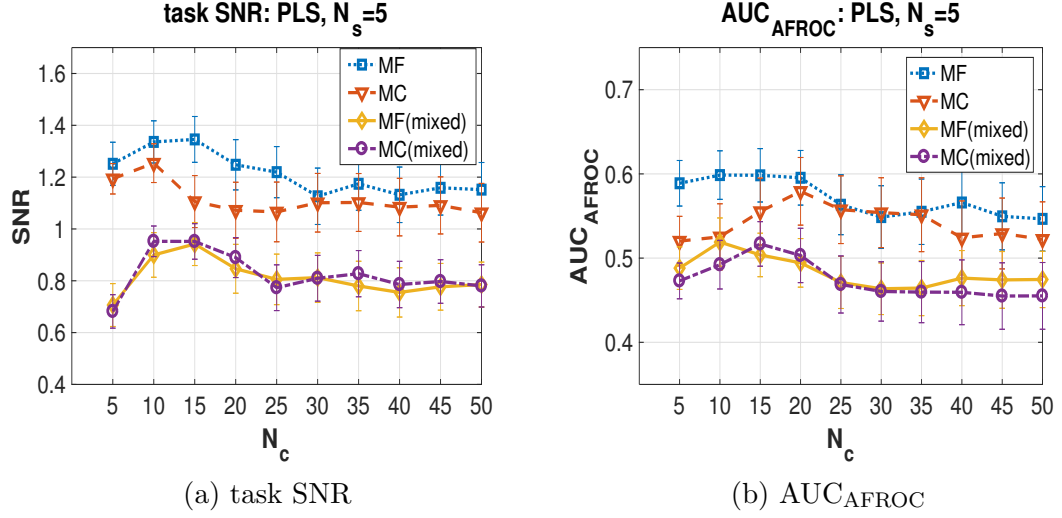 task SNR: PLS, N_s=5
1.6
1.4
1.2
1
0.8
0.6
0.4
SNR
5 10 15 20 25 30 35 40 45 50
N_c
MF
MC
MF(mixed)
MC(mixed)
(a) task SNR
AUC_AFROC: PLS, N_s=5
0.7
0.6
0.5
0.4
AUC_AFROC
5 10 15 20 25 30 35 40 45 50
N_c
MF
MC
MF(mixed)
MC(mixed)
(b) AUC_AFROC